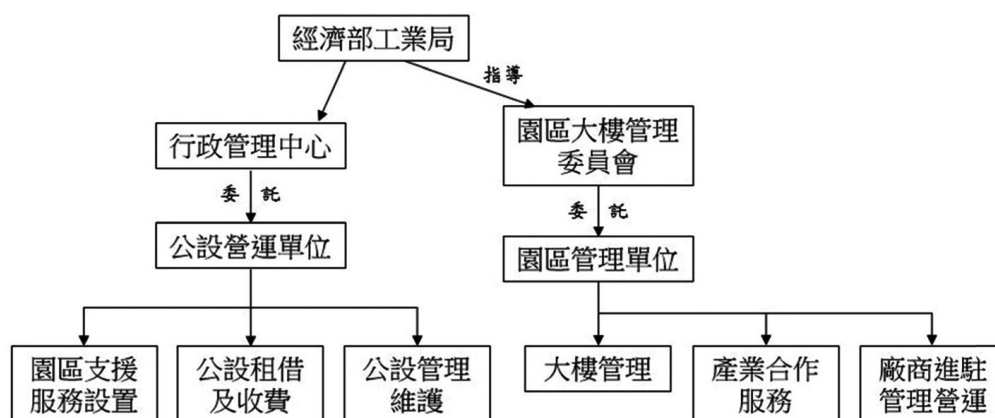 經濟部工業局
指導
行政管理中心
園區大樓管理
委員會
委 託
委 託
公設營運單位
園區管理單位
園區支援
服務設置
公設租借
及收費
公設管理
維護
大樓管理
產業合作
服務
廠商進駐
管理營運